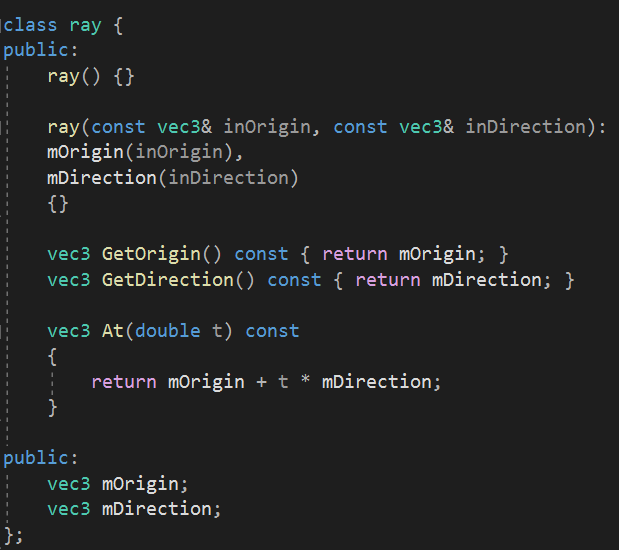 class ray {
public:
    ray() {}

    ray(const vec3& inOrigin, const vec3& inDirection):
    mOrigin(inOrigin),
    mDirection(inDirection)
    {}

    vec3 GetOrigin() const { return mOrigin; }
    vec3 GetDirection() const { return mDirection; }

    vec3 At(double t) const
    {
        return mOrigin + t * mDirection;
    }

public:
    vec3 mOrigin;
    vec3 mDirection;
};